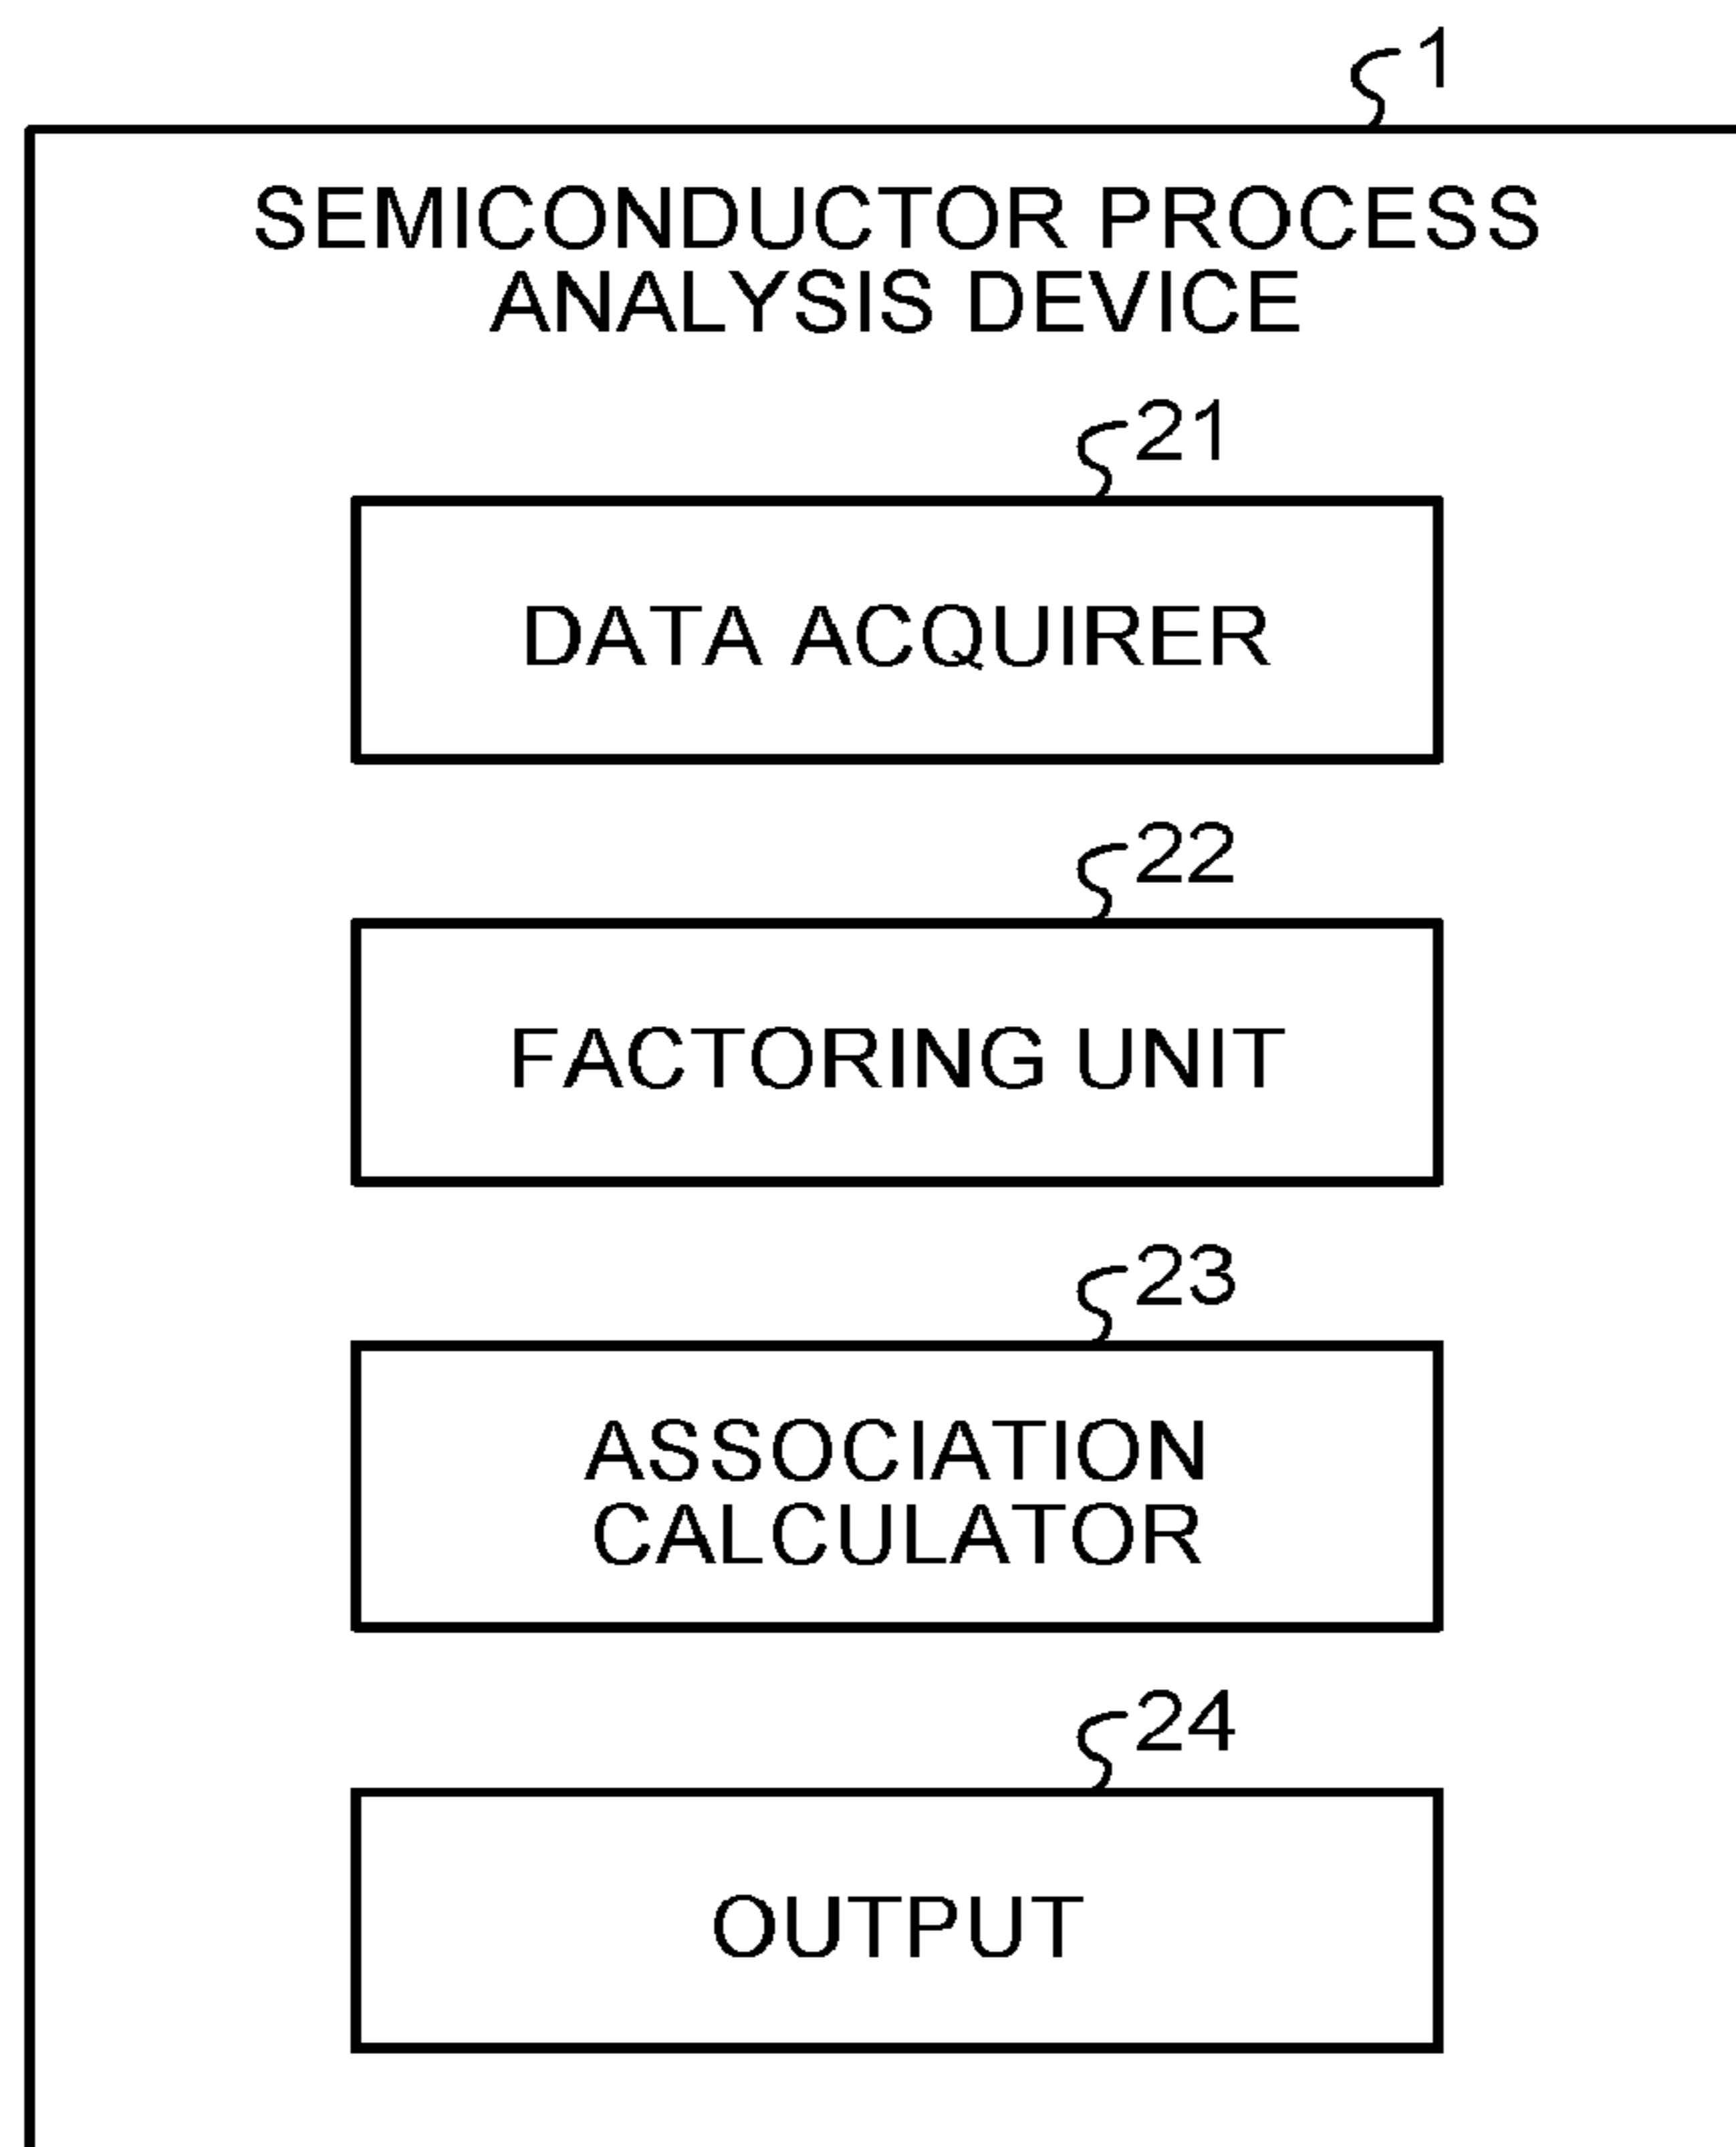 1
SEMICONDUCTOR PROCESS
ANALYSIS DEVICE
21
DATA ACQUIRER
22
FACTORING UNIT
23
ASSOCIATION
CALCULATOR
24
OUTPUT